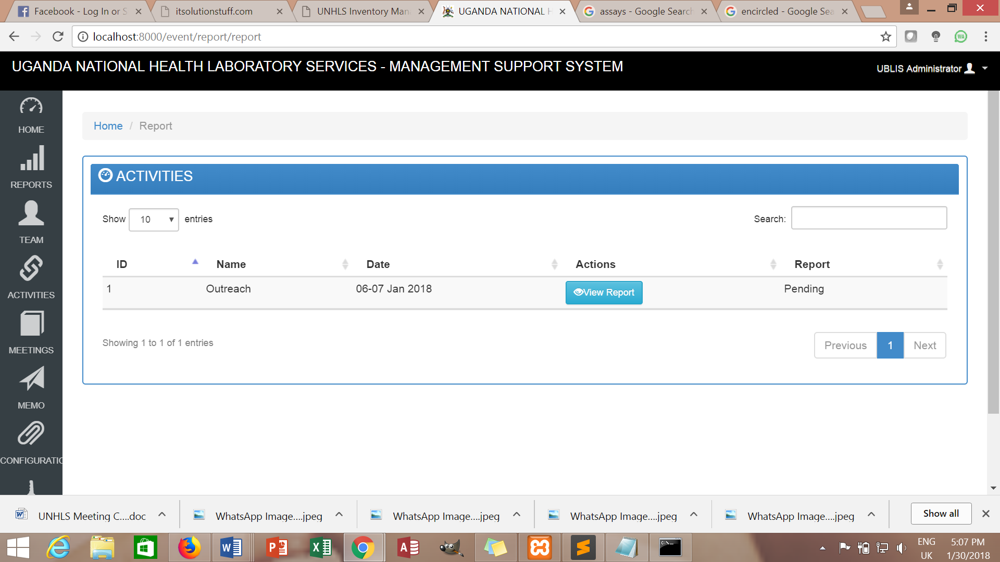 Facebook - Log In or S
itsolutionstuff.com
UNHLS Inventory Man
UGANDA NATIONAL H
assays - Google Search
encircled - Google Sea
localhost:8000/event/report/report
WA
UGANDA NATIONAL HEALTH LABORATORY SERVICES - MANAGEMENT SUPPORT SYSTEM
UBLIS Administrator
HOME
REPORTS
TEAM
ACTIVITIES
MEETINGS
MEMO
CONFIGURATIO
Home / Report
ACTIVITIES
Show 10 entries
Search:
ID Name Date Actions Report
1 Outreach 06-07 Jan 2018 View Report Pending
Showing 1 to 1 of 1 entries
Previous 1 Next
UNHLS Meeting C....doc
WhatsApp Image....jpeg
WhatsApp Image....jpeg
WhatsApp Image....jpeg
WhatsApp Image....jpeg
Show all
ENG
UK
5:07 PM
1/30/2018